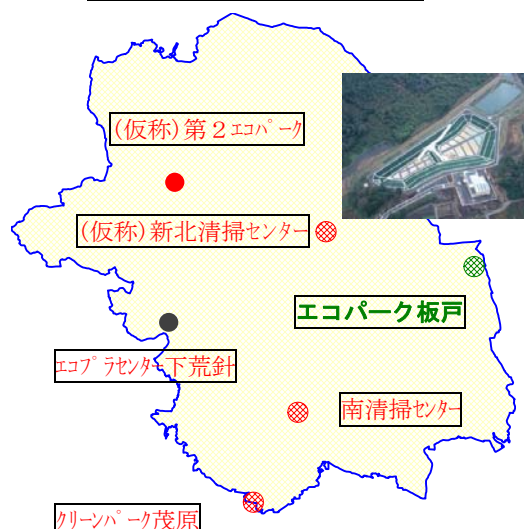 (仮称)第２エコパーク
(仮称)新北清掃センター
エコパーク板戸
エコプラセンター下荒針
南清掃センター
クリーンパーク茂原